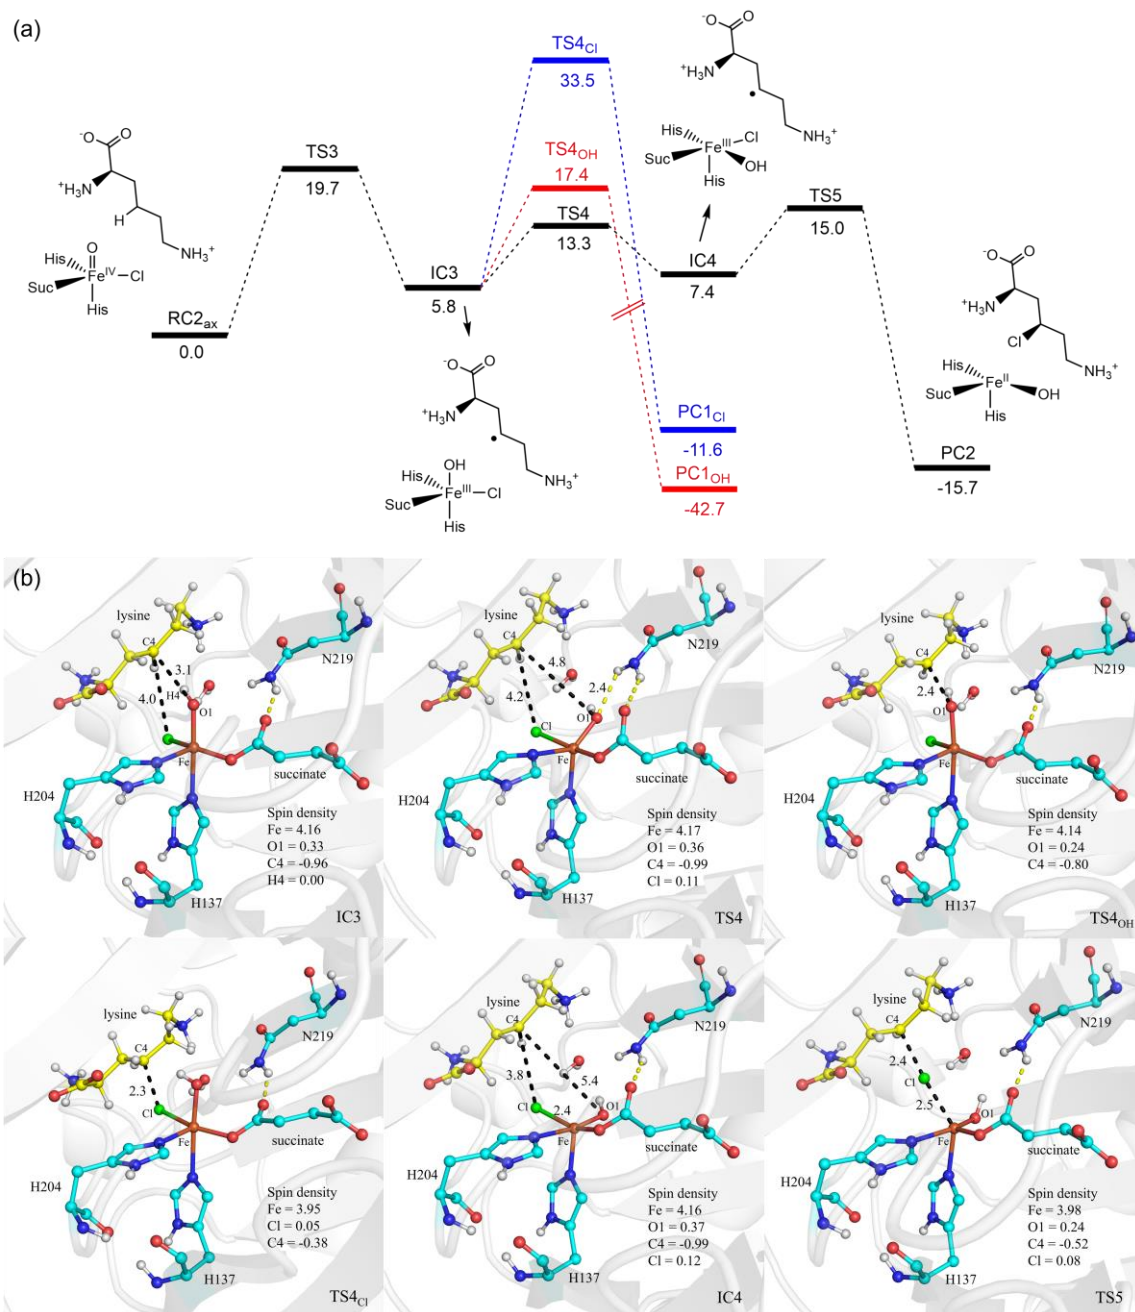 (a)
TS4Cl
33.5
TS4OH
17.4
TS4
13.3
TS3
19.7
RC2ax
0.0
IC3
5.8
IC4
7.4
TS5
15.0
PC1Cl
-11.6
PC1OH
-42.7
PC2
-15.7
-O
O
+H3N
H
NH3+
O
His
FeIV
Cl
Suc
His
-O
O
+H3N
NH3+
OH
His
FeIII
Cl
Suc
His
-O
O
+H3N
NH3+
His
FeIII
Cl
Suc
OH
His
-O
O
+H3N
Cl
NH3+
His
FeII
Suc
OH
His
(b)
lysine
C4
3.1
4.0
H4
O1
N219
Fe
succinate
H204
H137
Spin density
Fe = 4.16
O1 = 0.33
C4 = -0.96
H4 = 0.00
IC3
lysine
C4
4.8
4.2
2.4
O1
Cl
N219
Fe
succinate
H204
H137
Spin density
Fe = 4.17
O1 = 0.36
C4 = -0.99
Cl = 0.11
TS4
lysine
C4
2.4
O1
N219
Fe
succinate
H204
H137
Spin density
Fe = 4.14
O1 = 0.24
C4 = -0.80
TS4OH
lysine
C4
2.3
Cl
N219
Fe
succinate
H204
H137
Spin density
Fe = 3.95
Cl = 0.05
C4 = -0.38
TS4Cl
lysine
C4
3.8
5.4
Cl
2.4
O1
N219
Fe
succinate
H204
H137
Spin density
Fe = 4.16
O1 = 0.37
C4 = -0.99
Cl = 0.12
IC4
lysine
C4
2.4
Cl
2.5
O1
N219
Fe
succinate
H204
H137
Spin density
Fe = 3.98
O1 = 0.24
C4 = -0.52
Cl = 0.08
TS5